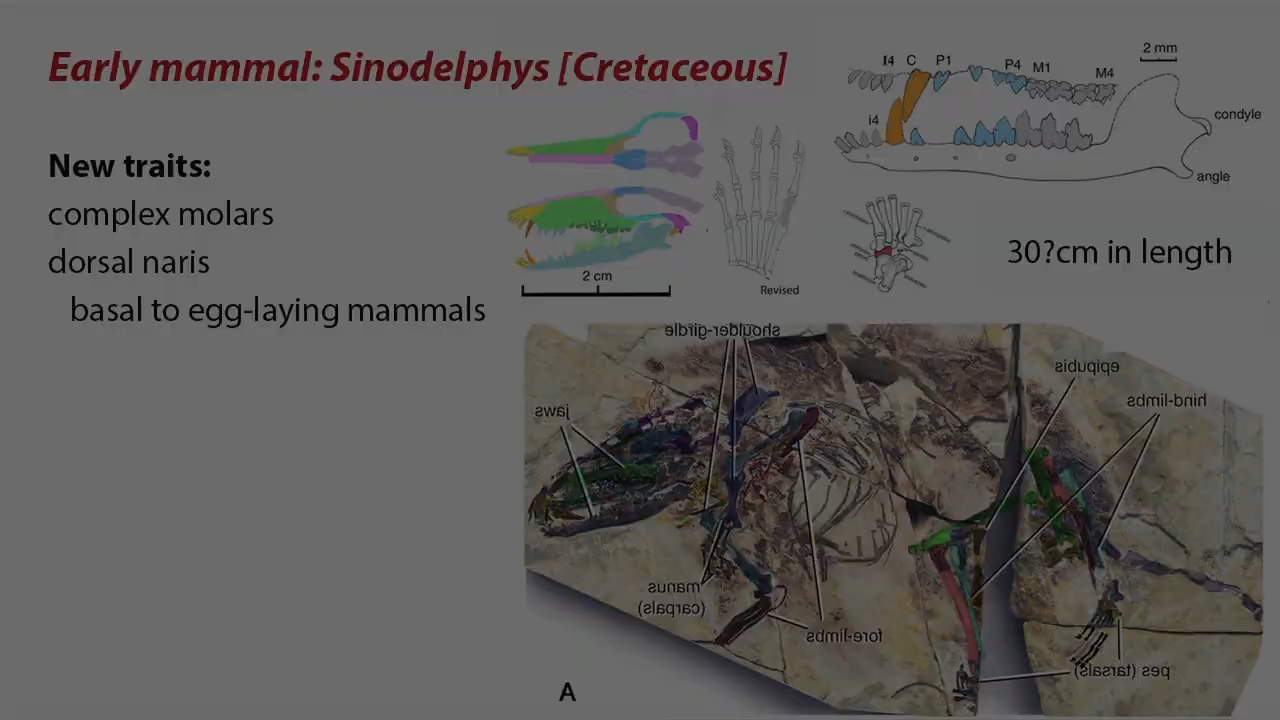 Early mammal: Sinodelphys [Cretaceous]
New traits:
complex molars
dorsal naris
basal to egg-laying mammals
2 cm
Revised
2 mm
I4 C P1 P4 M1 M4
i4
condyle
angle
30?cm in length
shoulder-girdle
jaws
epipubis
hind-limbs
manus
(carpals)
fore-limbs
pes (tarsals)
A